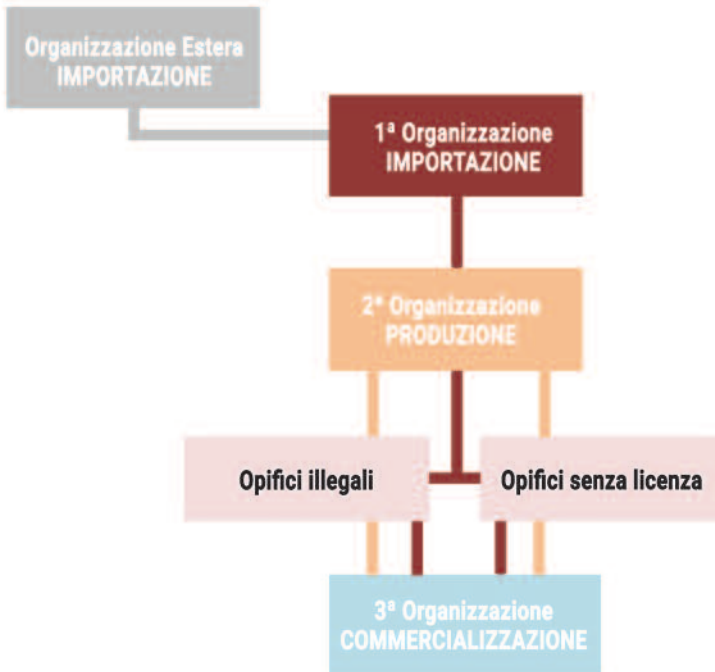 Organizzazione Estera
IMPORTAZIONE
1ª Organizzazione
IMPORTAZIONE
2ª Organizzazione
PRODUZIONE
Opifici illegali
Opifici senza licenza
3ª Organizzazione
COMMERCIALIZZAZIONE